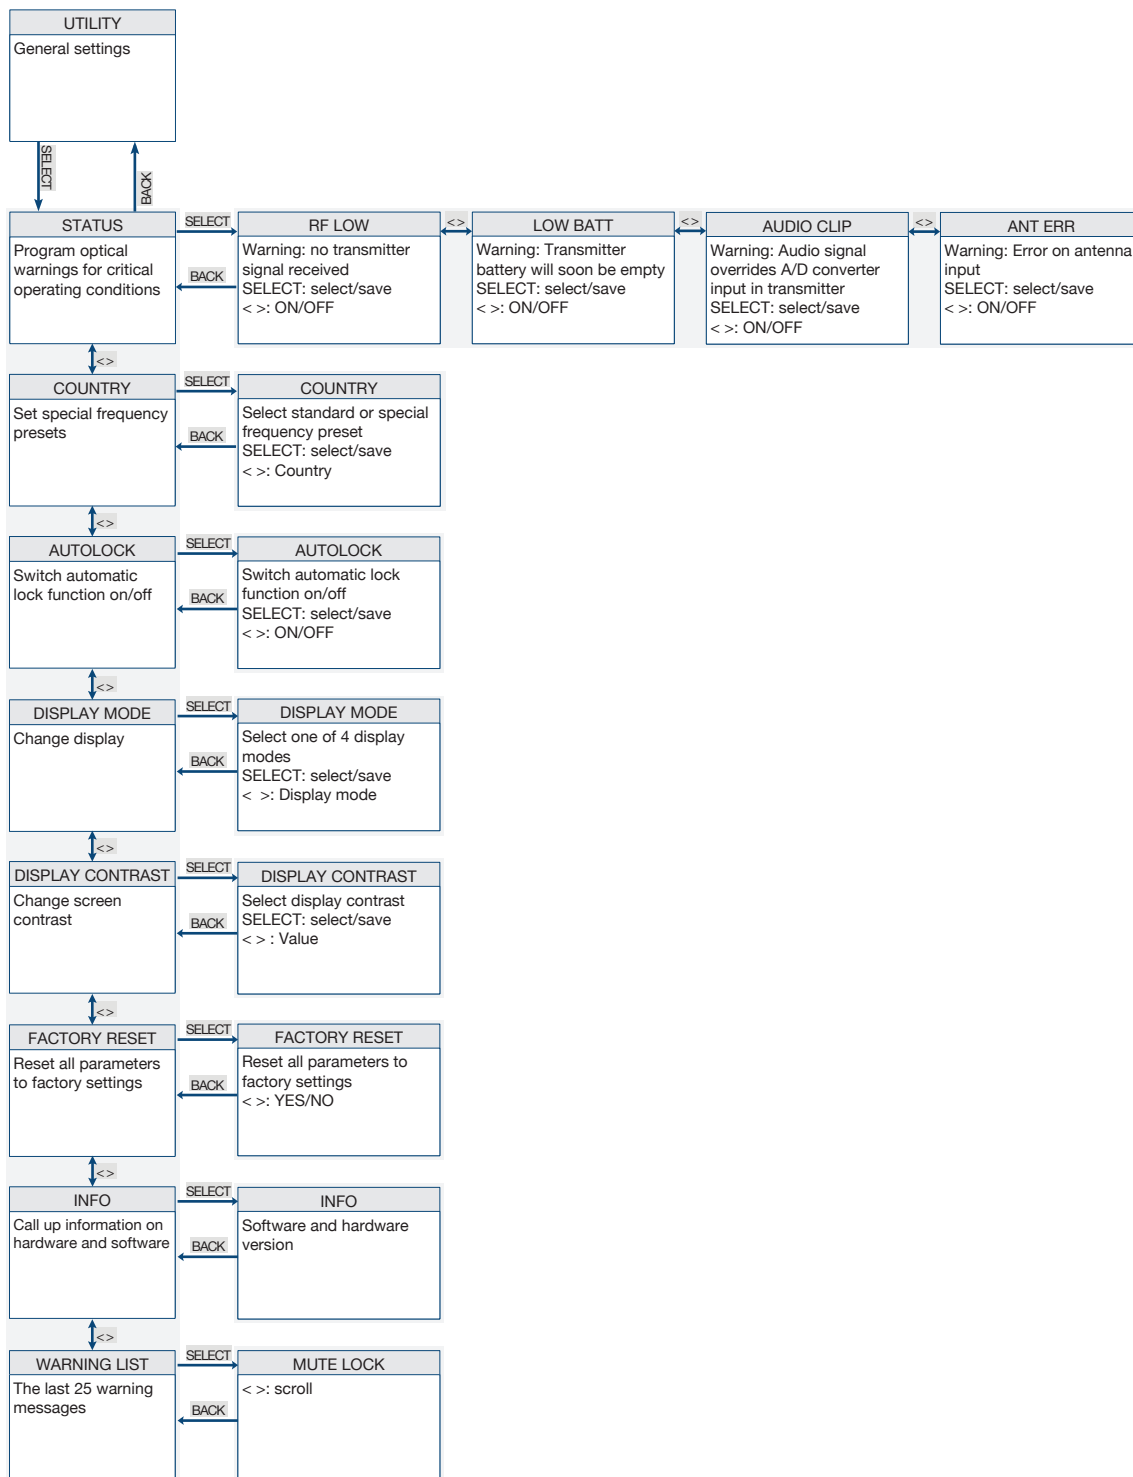 UTILITY
General settings
SELECT
BACK
STATUS
Program optical
warnings for critical
operating conditions
SELECT
BACK
RF LOW
Warning: no transmitter
signal received
SELECT: select/save
< >: ON/OFF
< >
LOW BATT
Warning: Transmitter
battery will soon be empty
SELECT: select/save
< >: ON/OFF
< >
AUDIO CLIP
Warning: Audio signal
overrides A/D converter
input in transmitter
SELECT: select/save
< >: ON/OFF
< >
ANT ERR
Warning: Error on antenna
input
SELECT: select/save
< >: ON/OFF
< >
COUNTRY
Set special frequency
presets
SELECT
BACK
COUNTRY
Select standard or special
frequency preset
SELECT: select/save
< >: Country
< >
AUTOLOCK
Switch automatic
lock function on/off
SELECT
BACK
AUTOLOCK
Switch automatic lock
function on/off
SELECT: select/save
< >: ON/OFF
< >
DISPLAY MODE
Change display
SELECT
BACK
DISPLAY MODE
Select one of 4 display
modes
SELECT: select/save
< >: Display mode
< >
DISPLAY CONTRAST
Change screen
contrast
SELECT
BACK
DISPLAY CONTRAST
Select display contrast
SELECT: select/save
< > : Value
< >
FACTORY RESET
Reset all parameters
to factory settings
SELECT
BACK
FACTORY RESET
Reset all parameters to
factory settings
< >: YES/NO
< >
INFO
Call up information on
hardware and software
SELECT
BACK
INFO
Software and hardware
version
< >
WARNING LIST
The last 25 warning
messages
SELECT
BACK
MUTE LOCK
< >: scroll